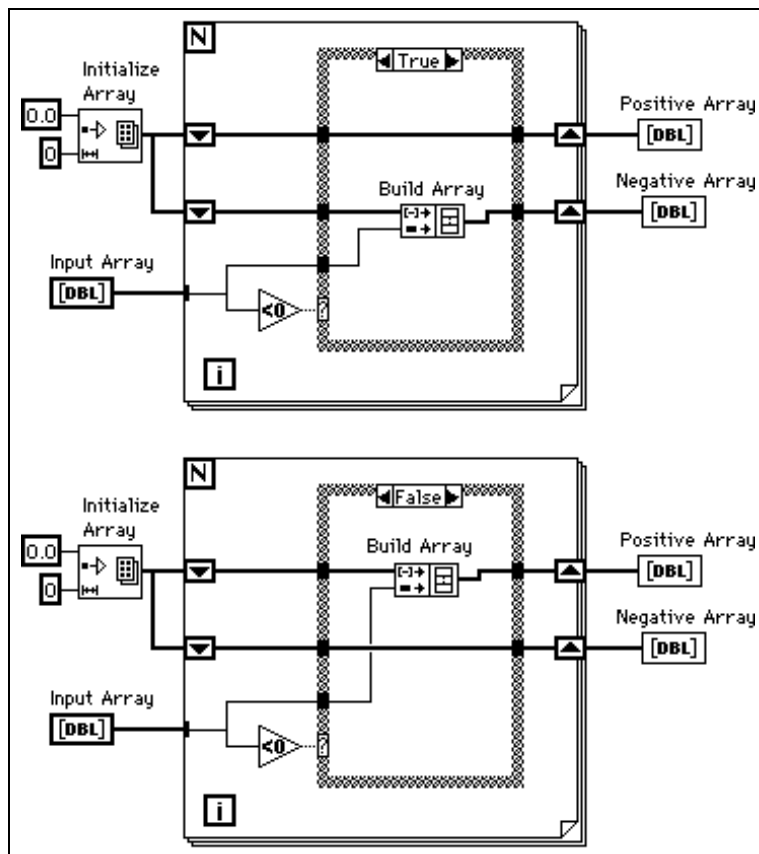 N
True
Initialize
Array
0.0
0
Positive Array
[DBL]
Negative Array
[DBL]
Build Array
Input Array
[DBL]
<0
?
i
N
False
Initialize
Array
0.0
0
Build Array
Positive Array
[DBL]
Negative Array
[DBL]
Input Array
[DBL]
<0
?
i